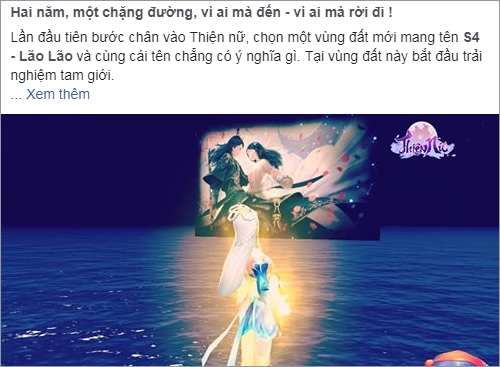 Hai năm, một chặng đường, vì ai mà đến - vì ai mà rời đi !
Lần đầu tiên bước chân vào Thiện nữ, chọn một vùng đất mới mang tên S4
- Lão Lão và cùng cái tên chẳng có ý nghĩa gì. Tại vùng đất này bắt đầu trải
nghiệm tam giới.
... Xem thêm
Thiện Nữ